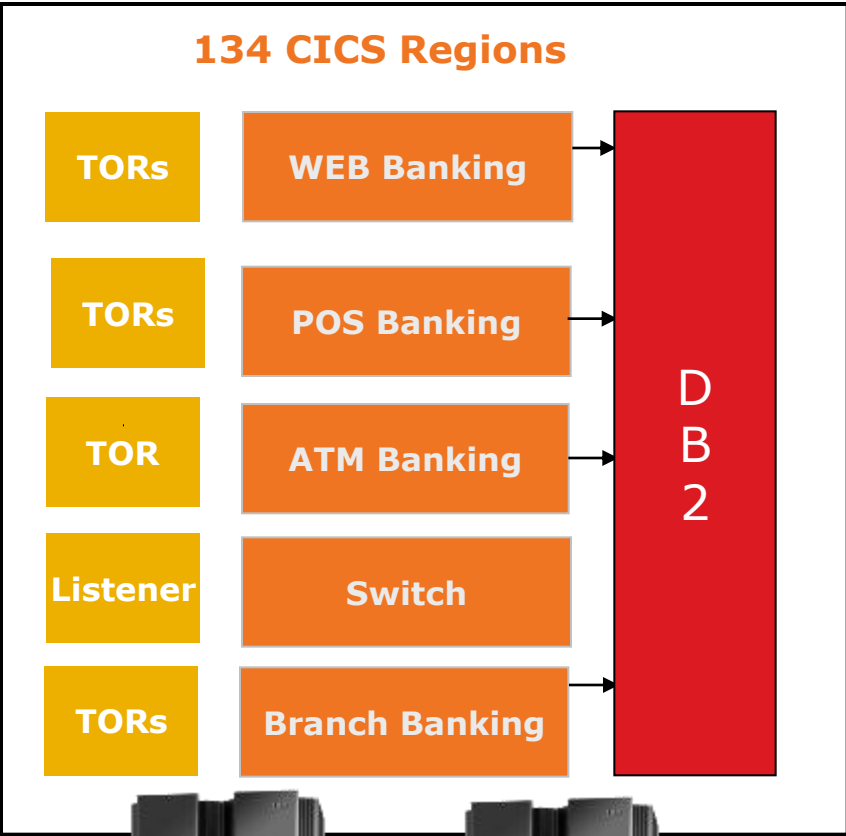 134 CICS Regions
TORs
WEB Banking
TORs
POS Banking
TOR
ATM Banking
Listener
Switch
TORs
Branch Banking
D
B
2